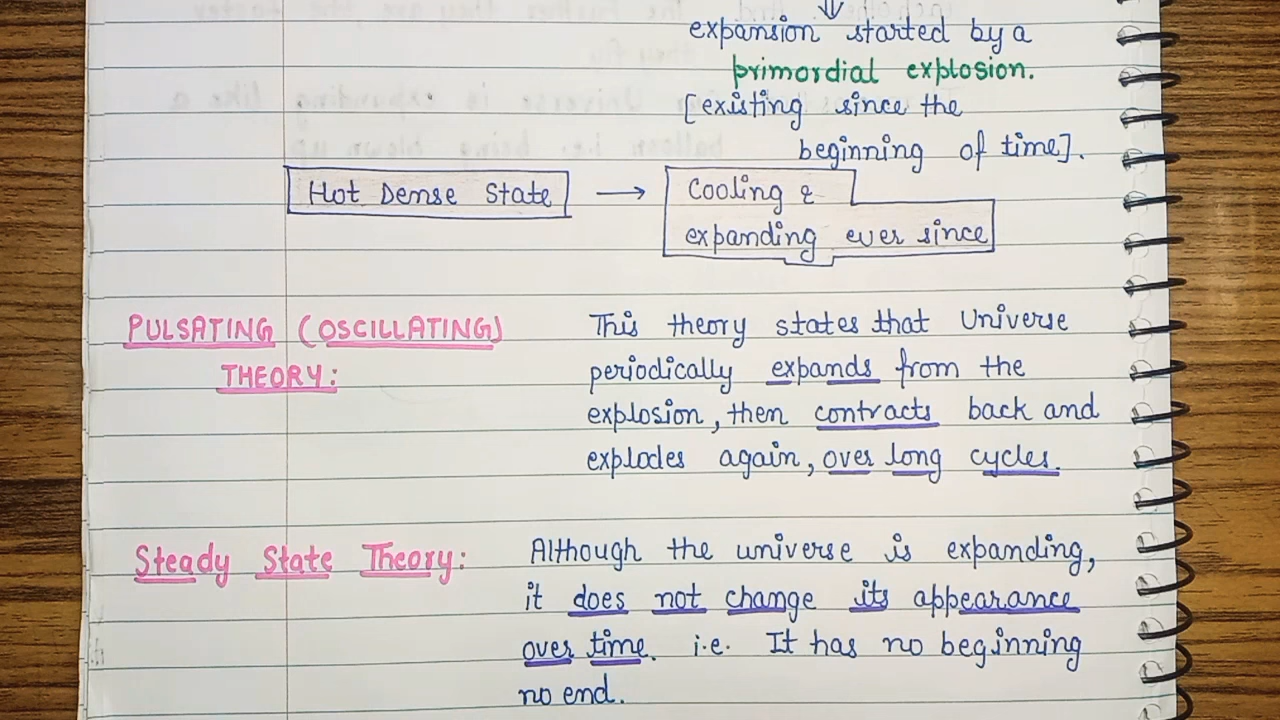 expansion started by a
primordial explosion.
[existing since the
beginning of time].
Hot Dense State → Cooling &
expanding ever since
PULSATING (OSCILLATING)
THEORY:
This theory states that Universe
periodically expands from the
explosion, then contracts back and
explodes again, over long cycles.
Steady State Theory:
Although the universe is expanding,
it does not change its appearance
over time. i.e. It has no beginning
no end.